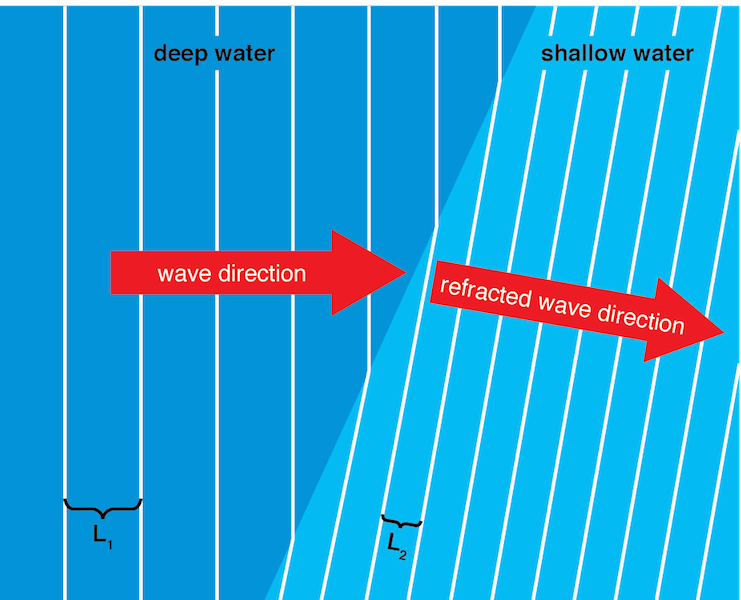 deep water
shallow water
wave direction
refracted wave direction
L1
L2